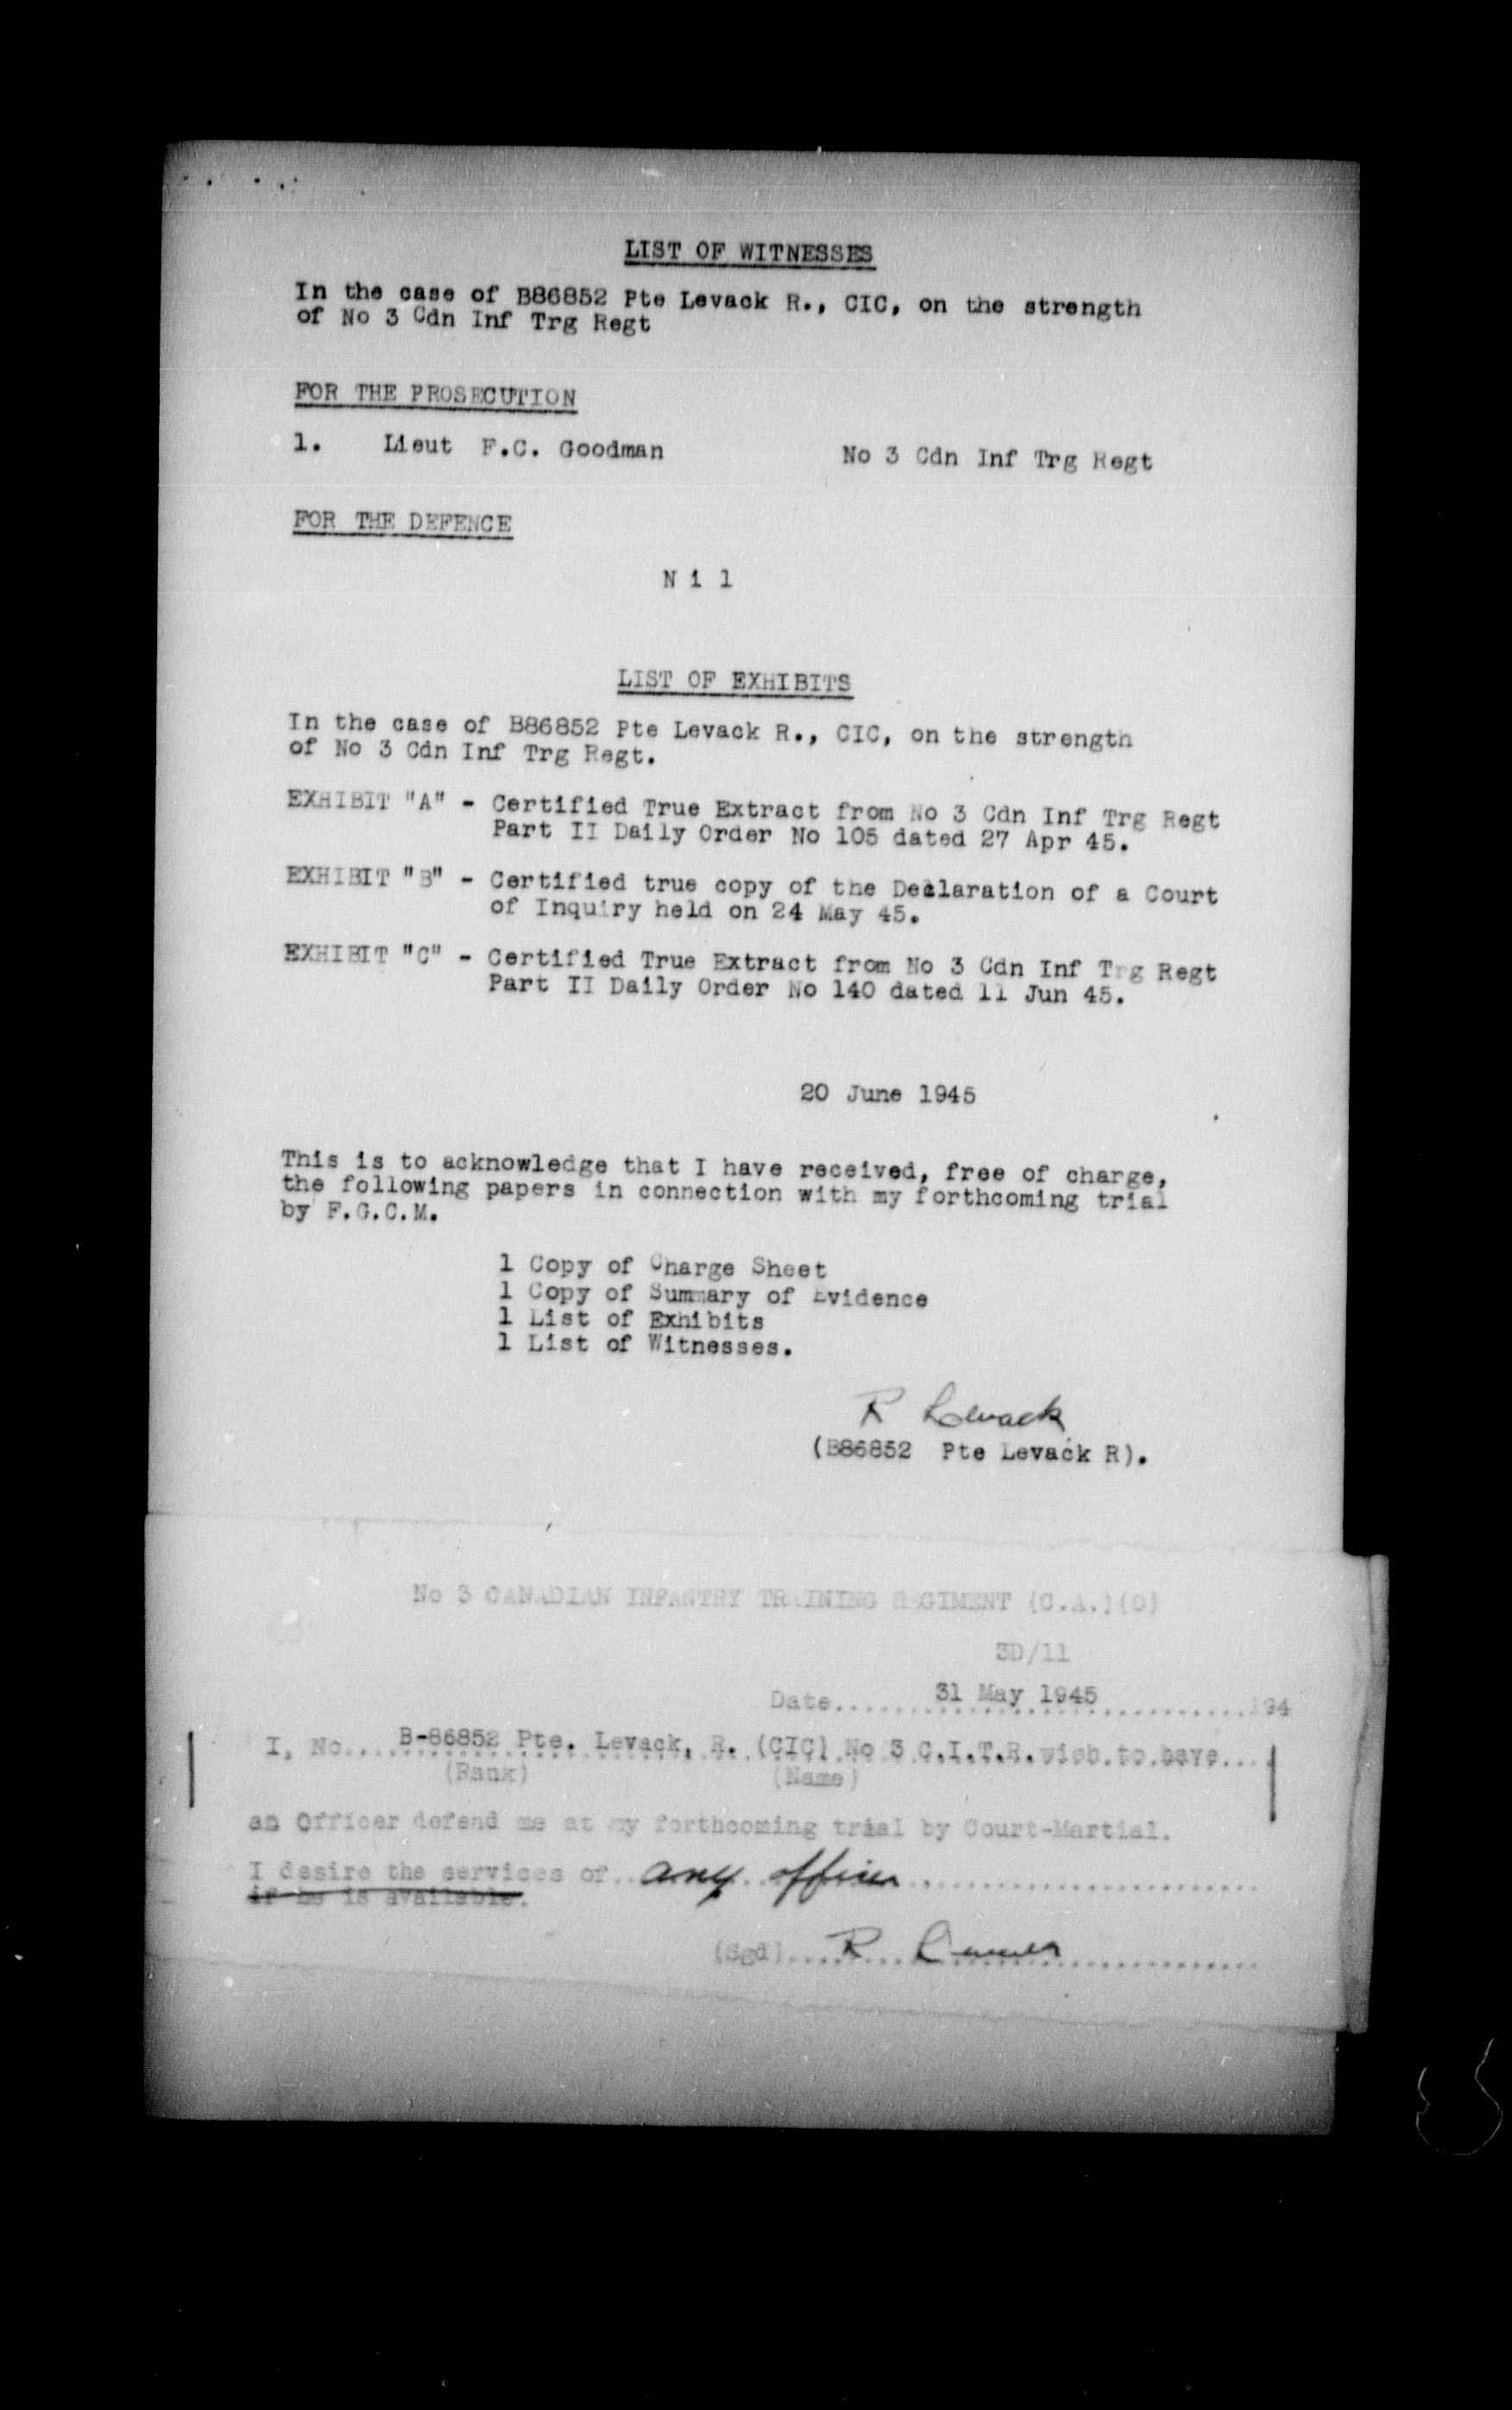 LIST OF WITNESSES
In the case of B86852 Pte Levack R., CIC, on the strength
of No 3 Cdn Inf Trg Regt
FOR THE PROSECUTION
1. Lieut F.C. Goodman No 3 Cdn Inf Trg Regt
FOR THE DEFENCE
N i l
LIST OF EXHIBITS
In the case of B86852 Pte Levack R., CIC, on the strength
of No 3 Cdn Inf Trg Regt.
EXHIBIT "A" - Certified True Extract from No 3 Cdn Inf Trg Regt
Part II Daily Order No 105 dated 27 Apr 45.
EXHIBIT "B" - Certified true copy of the Declaration of a Court
of Inquiry held on 24 May 45.
EXHIBIT "C" - Certified True Extract from No 3 Cdn Inf Trg Regt
Part II Daily Order No 140 dated 11 Jun 45.
20 June 1945
This is to acknowledge that I have received, free of charge,
the following papers in connection with my forthcoming trial
by F.G.C.M.
1 Copy of Charge Sheet
1 Copy of Summary of Evidence
1 List of Exhibits
1 List of Witnesses.
R Levack
(B86852 Pte Levack R).
No 3 CANADIAN INFANTRY TRAINING REGIMENT (C.A.)(O)
3D/11
Date......31 May 1945..........194
I, No... B-86852 Pte. Levack, R. (CIC) No 3 C.I.T.R. wish to have....
(Rank) (Name)
an Officer defend me at my forthcoming trial by Court-Martial.
I desire the services of..any officer......................
if he is available.
(Sgd)....R Levack..............